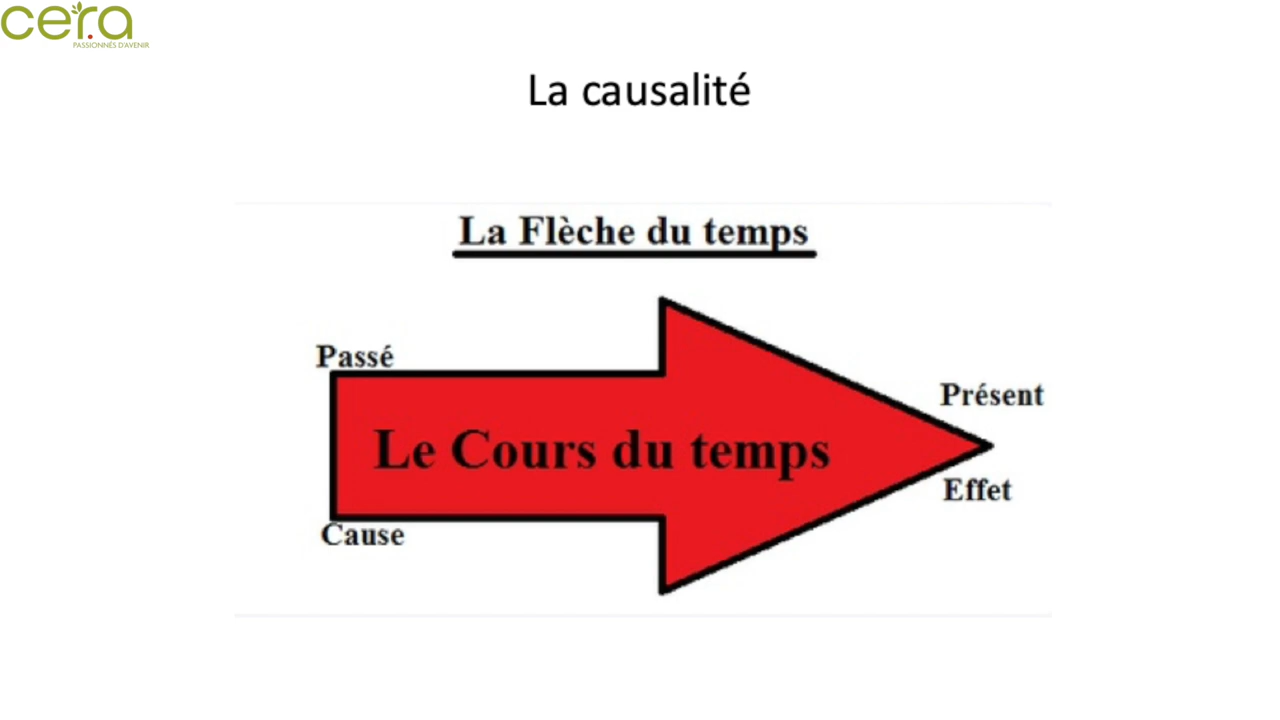 cera
PASSIONNÉS D'AVENIR
La causalité
La Flèche du temps
Passé
Présent
Le Cours du temps
Effet
Cause